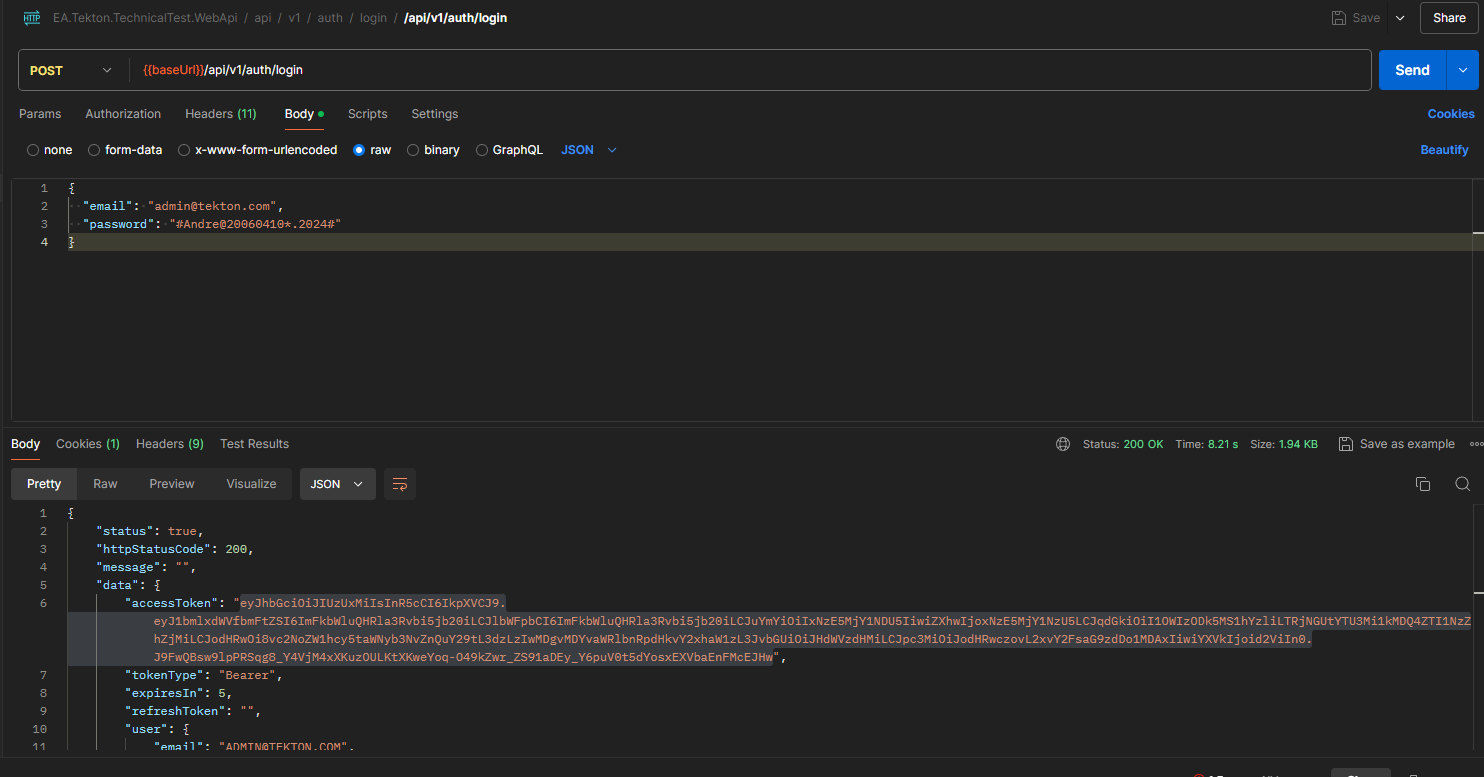 HTTP EA.Tekton.TechnicalTest.WebApi / api / v1 / auth / login / /api/v1/auth/login Save Share
POST {{baseUrl}}/api/v1/auth/login Send
Params Authorization Headers (11) Body Scripts Settings Cookies
none form-data x-www-form-urlencoded raw binary GraphQL JSON Beautify
1 {
2 "email": "admin@tekton.com",
3 "password": "#Andre@20060410*.2024#"
4 }
Body Cookies (1) Headers (9) Test Results Status: 200 OK Time: 8.21 s Size: 1.94 KB Save as example
Pretty Raw Preview Visualize JSON
1 {
2 "status": true,
3 "httpStatusCode": 200,
4 "message": "",
5 "data": {
6 "accessToken": "eyJhbGciOiJIUzUxMiIsInR5cCI6IkpXVCJ9.
7 "tokenType": "Bearer",
8 "expiresIn": 5,
9 "refreshToken": "",
10 "user": {
11 "email": "ADMIN@TEKTON.COM",